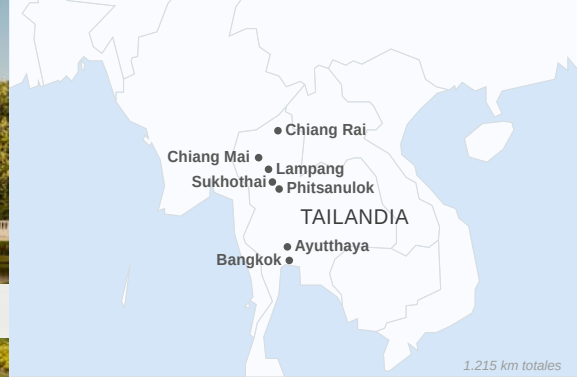 Chiang Rai
Chiang Mai
Lampang
Sukhothai
Phitsanulok
TAILANDIA
Ayutthaya
Bangkok
1.215 km totales